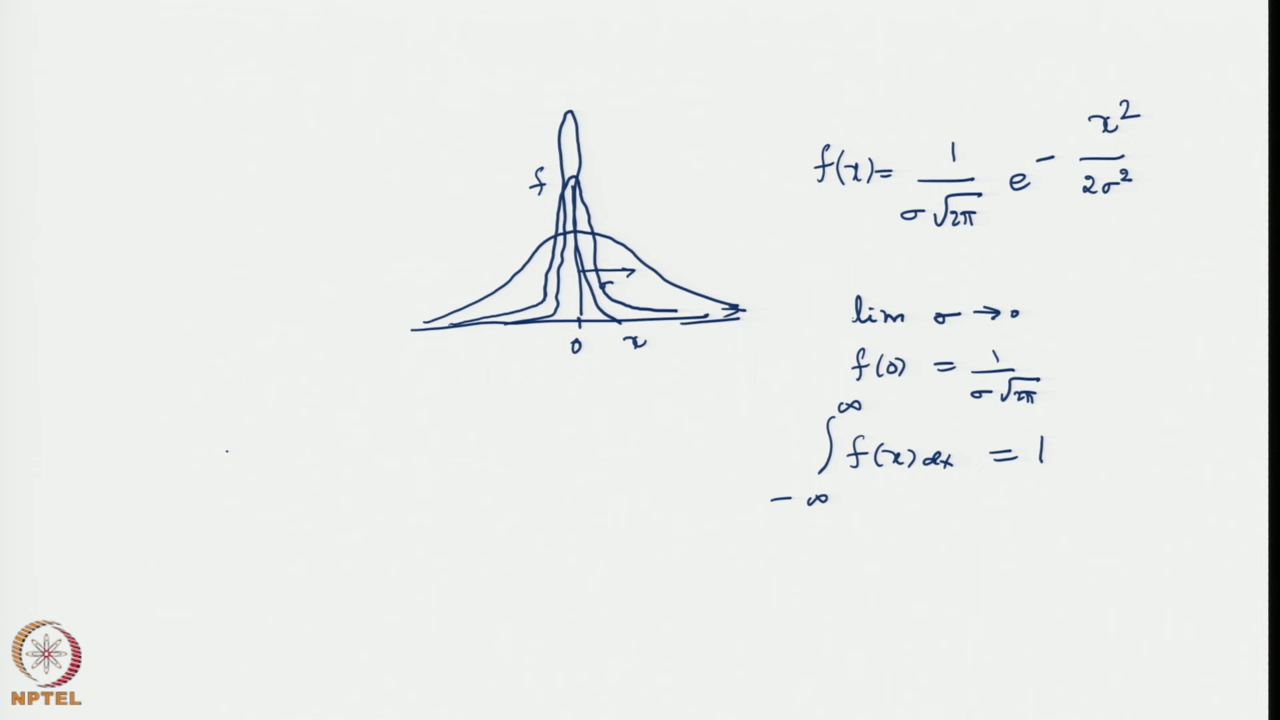 f
σ
0 x
f(x) = 1/(σ√2π) e^(- x²/2σ²)
lim σ → 0
f(0) = 1/(σ√2π)
∫_{-∞}^{∞} f(x) dx = 1
NPTEL